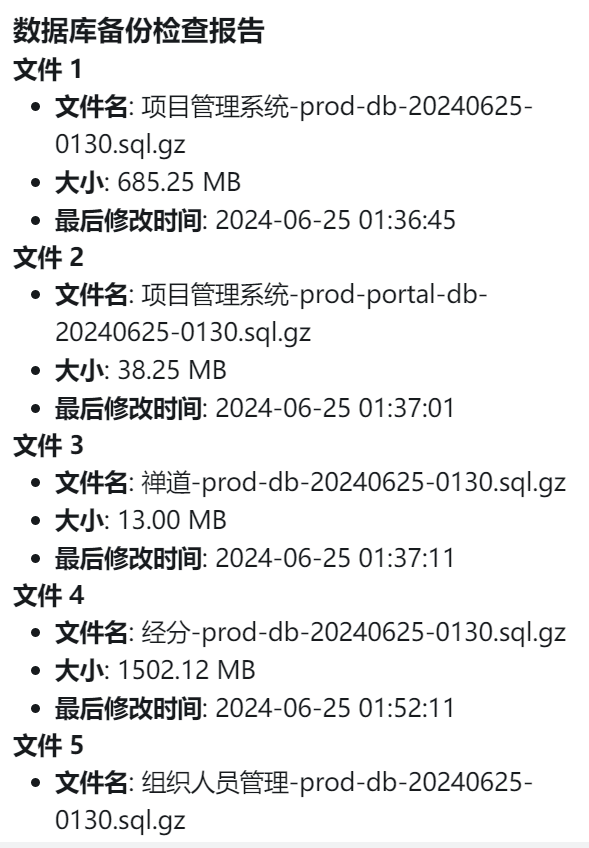 数据库备份检查报告
文件 1
• 文件名: 项目管理系统-prod-db-20240625-
0130.sql.gz
• 大小: 685.25 MB
• 最后修改时间: 2024-06-25 01:36:45
文件 2
• 文件名: 项目管理系统-prod-portal-db-
20240625-0130.sql.gz
• 大小: 38.25 MB
• 最后修改时间: 2024-06-25 01:37:01
文件 3
• 文件名: 禅道-prod-db-20240625-0130.sql.gz
• 大小: 13.00 MB
• 最后修改时间: 2024-06-25 01:37:11
文件 4
• 文件名: 经分-prod-db-20240625-0130.sql.gz
• 大小: 1502.12 MB
• 最后修改时间: 2024-06-25 01:52:11
文件 5
• 文件名: 组织人员管理-prod-db-20240625-
0130.sql.gz